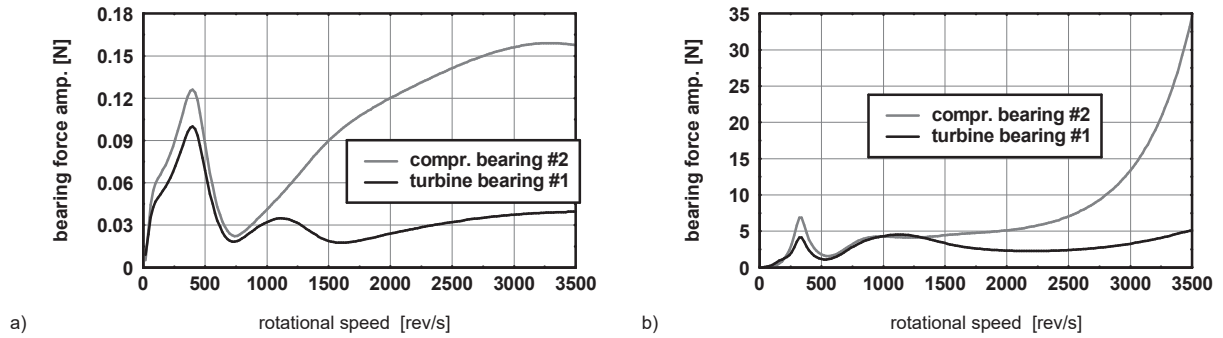 bearing force amp. [N]
0.18
0.15
0.12
0.09
0.06
0.03
0
compr. bearing #2
turbine bearing #1
0 500 1000 1500 2000 2500 3000 3500
a)
rotational speed [rev/s]
bearing force amp. [N]
35
30
25
20
15
10
5
0
compr. bearing #2
turbine bearing #1
0 500 1000 1500 2000 2500 3000 3500
b)
rotational speed [rev/s]